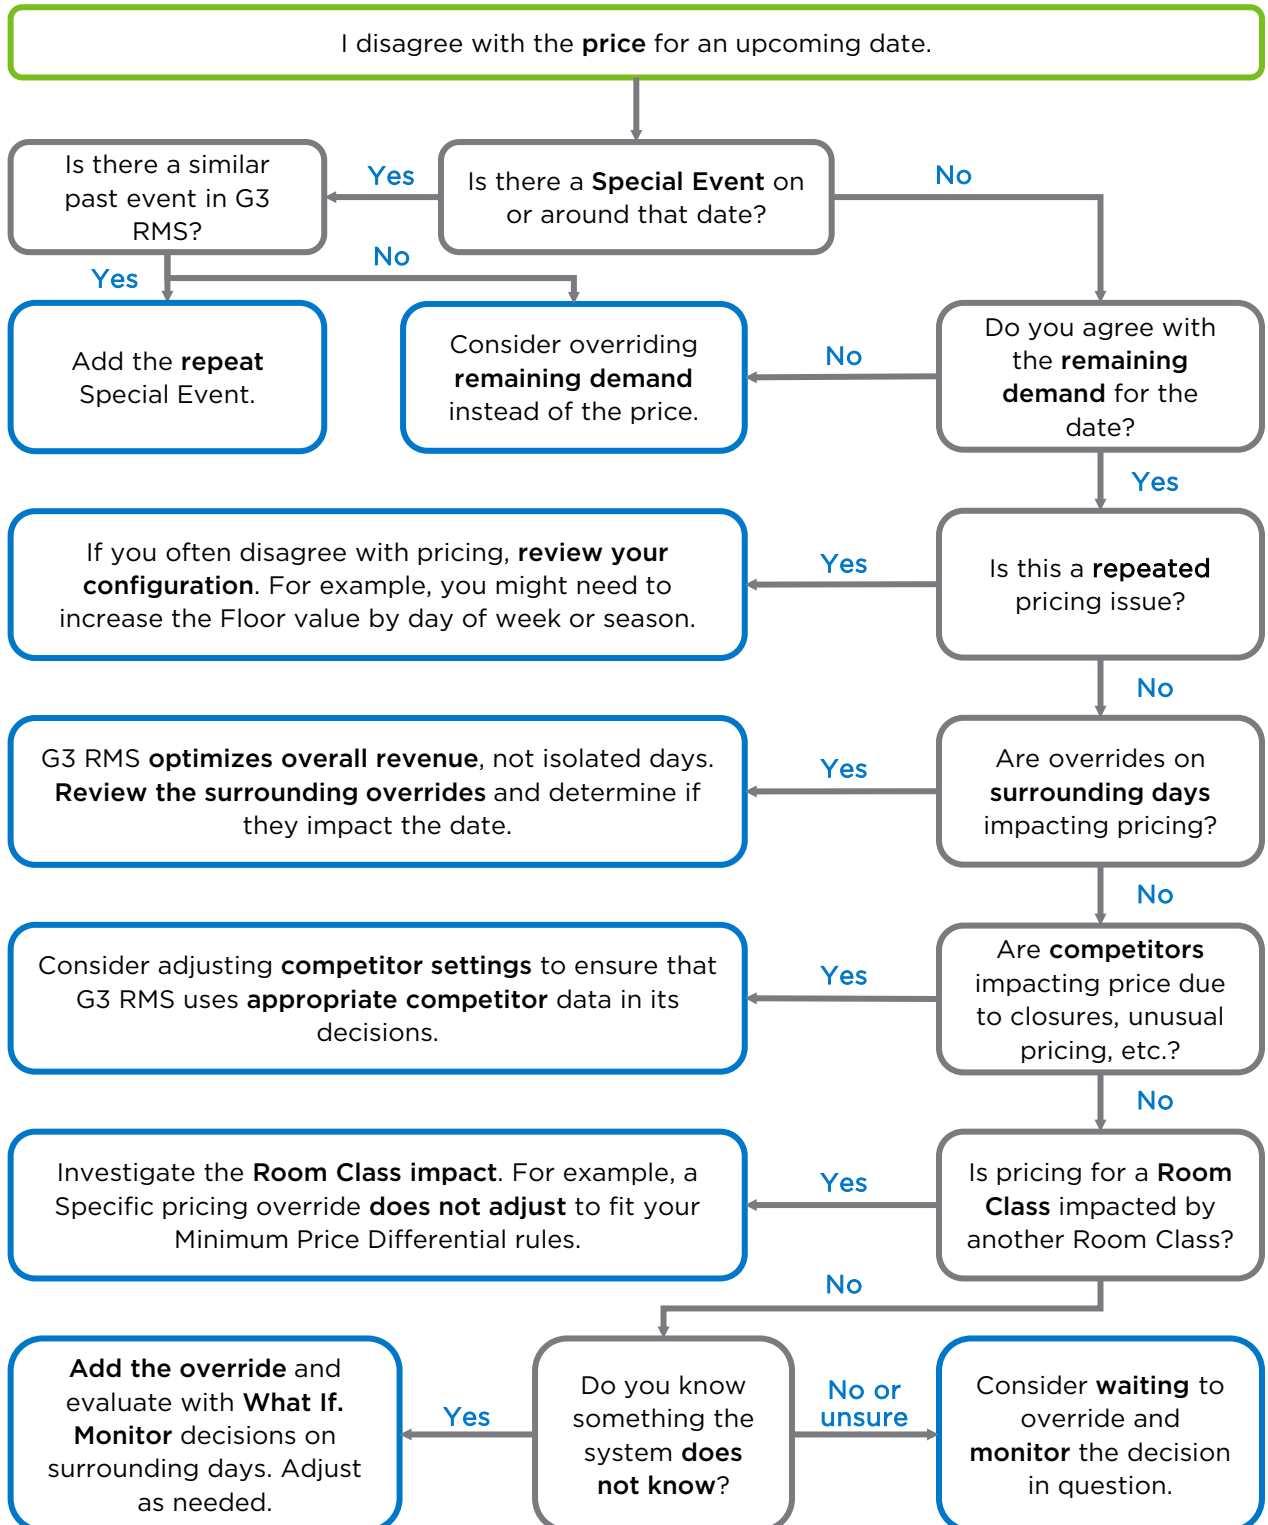 I disagree with the price for an upcoming date.
Is there a similar
past event in G3
RMS?
Yes
Is there a Special Event on
or around that date?
No
Yes
No
Add the repeat
Special Event.
Consider overriding
remaining demand
instead of the price.
No
Do you agree with
the remaining
demand for the
date?
Yes
If you often disagree with pricing, review your
configuration. For example, you might need to
increase the Floor value by day of week or season.
Yes
Is this a repeated
pricing issue?
No
G3 RMS optimizes overall revenue, not isolated days.
Review the surrounding overrides and determine if
they impact the date.
Yes
Are overrides on
surrounding days
impacting pricing?
No
Consider adjusting competitor settings to ensure that
G3 RMS uses appropriate competitor data in its
decisions.
Yes
Are competitors
impacting price due
to closures, unusual
pricing, etc.?
No
Investigate the Room Class impact. For example, a
Specific pricing override does not adjust to fit your
Minimum Price Differential rules.
Yes
Is pricing for a Room
Class impacted by
another Room Class?
No
Add the override and
evaluate with What If.
Monitor decisions on
surrounding days. Adjust
as needed.
Yes
Do you know
something the
system does
not know?
No or
unsure
Consider waiting to
override and
monitor the decision
in question.